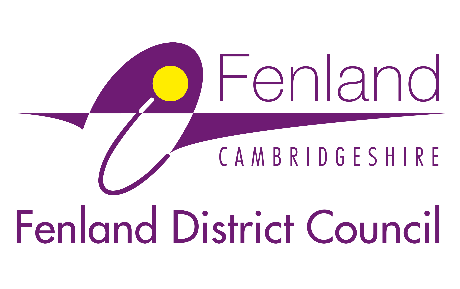 Fenland
CAMBRIDGESHIRE
Fenland District Council